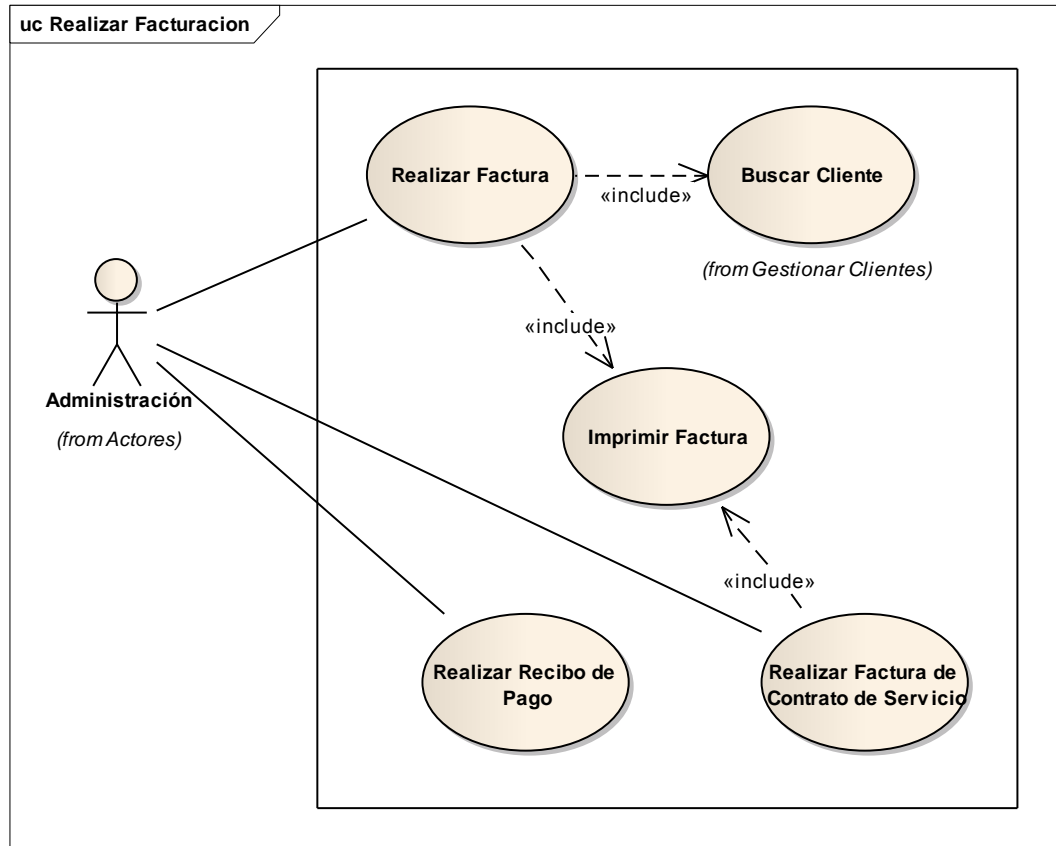 uc Realizar Facturacion
Realizar Factura
Buscar Cliente
«include»
(from Gestionar Clientes)
«include»
Administración
(from Actores)
Imprimir Factura
«include»
Realizar Recibo de
Pago
Realizar Factura de
Contrato de Servicio